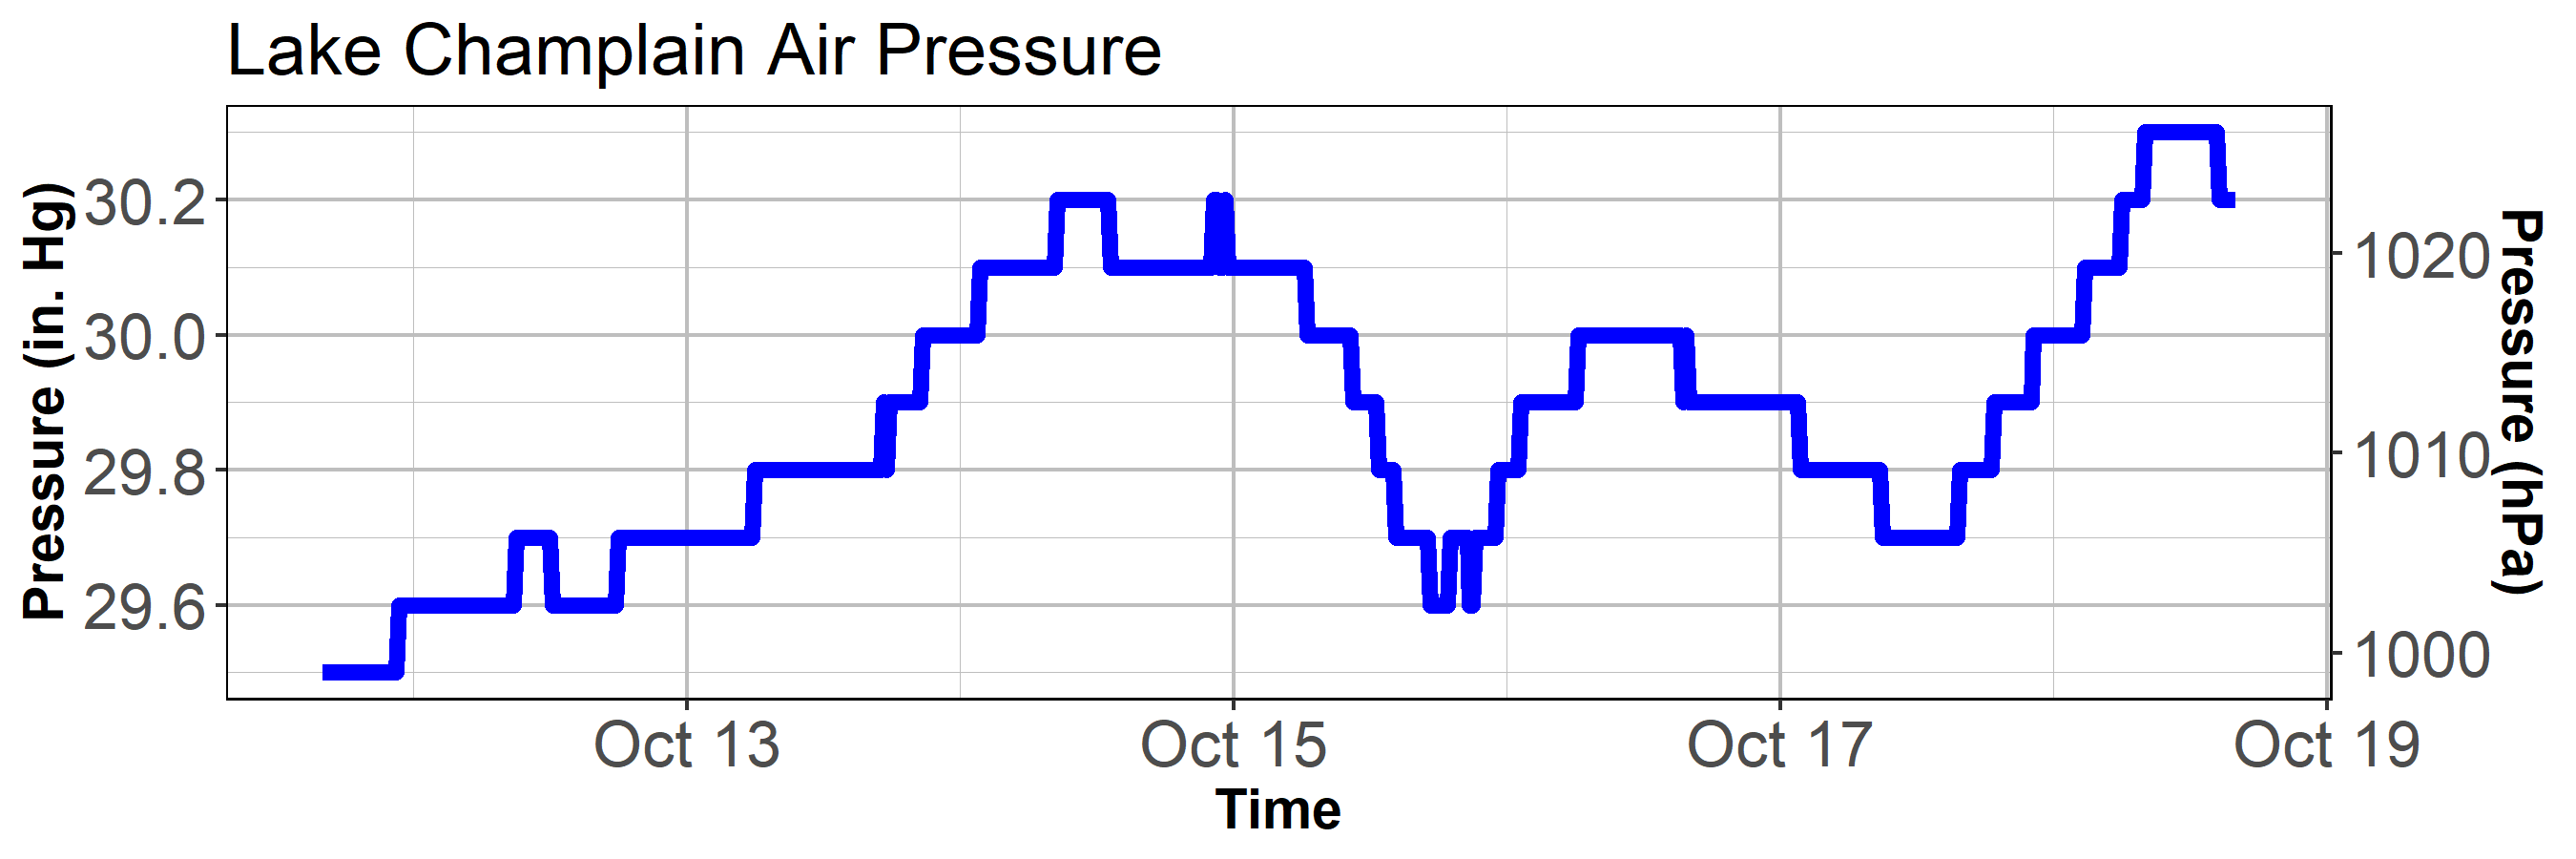 Lake Champlain Air Pressure
Pressure (in. Hg)
30.2
30.0
29.8
29.6
1020
1010
1000
Pressure (hPa)
Oct 13 Oct 15 Oct 17 Oct 19
Time